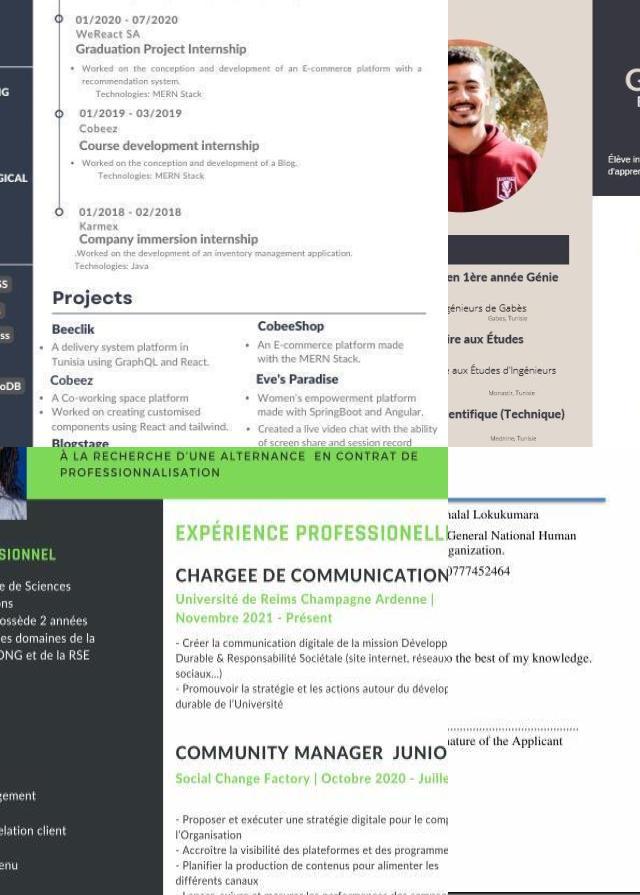 01/2020 - 07/2020
WeReact SA
Graduation Project Internship
• Worked on the conception and development of an E-commerce platform with a
recommendation system.
Technologies: MERN Stack
01/2019 - 03/2019
Cobeez
Course development internship
• Worked on the conception and development of a Blog.
Technologies: MERN Stack
01/2018 - 02/2018
Karmex
Company immersion internship
.Worked on the development of an inventory management application.
Technologies: Java
Projects
Beeclik
• A delivery system platform in
Tunisia using GraphQL and React.
Cobeez
• A Co-working space platform
• Worked on creating customised
components using React and tailwind.
Blogstage
CobeeShop
• An E-commerce platform made
with the MERN Stack.
Eve's Paradise
• Women's empowerment platform
made with SpringBoot and Angular.
• Created a live video chat with the ability
of screen share and session record
NG
GICAL
SS
ss
oDB
en 1ère année Génie
génieurs de Gabès
Gabes, Tunisie
ire aux Études
e aux Études d'Ingénieurs
Monastir, Tunisie
entifique (Technique)
Mednine, Tunisie
G
E
Élève in
d'appren
À LA RECHERCHE D'UNE ALTERNANCE EN CONTRAT DE
PROFESSIONNALISATION
SIONNEL
e de Sciences
ons
ossède 2 années
es domaines de la
ONG et de la RSE
gement
elation client
enu
EXPÉRIENCE PROFESSIONELL
CHARGEE DE COMMUNICATION
Université de Reims Champagne Ardenne |
Novembre 2021 - Présent
- Créer la communication digitale de la mission Développ
Durable & Responsabilité Sociétale (site internet, réseaux
sociaux...)
- Promouvoir la stratégie et les actions autour du dévelop
durable de l'Université
COMMUNITY MANAGER JUNIO
Social Change Factory | Octobre 2020 - Juille
- Proposer et exécuter une stratégie digitale pour le comp
l'Organisation
- Accroître la visibilité des plateformes et des programme
- Planifier la production de contenus pour alimenter les
différents canaux
alal Lokukumara
General National Human
ganization.
0777452464
o the best of my knowledge.
ature of the Applicant